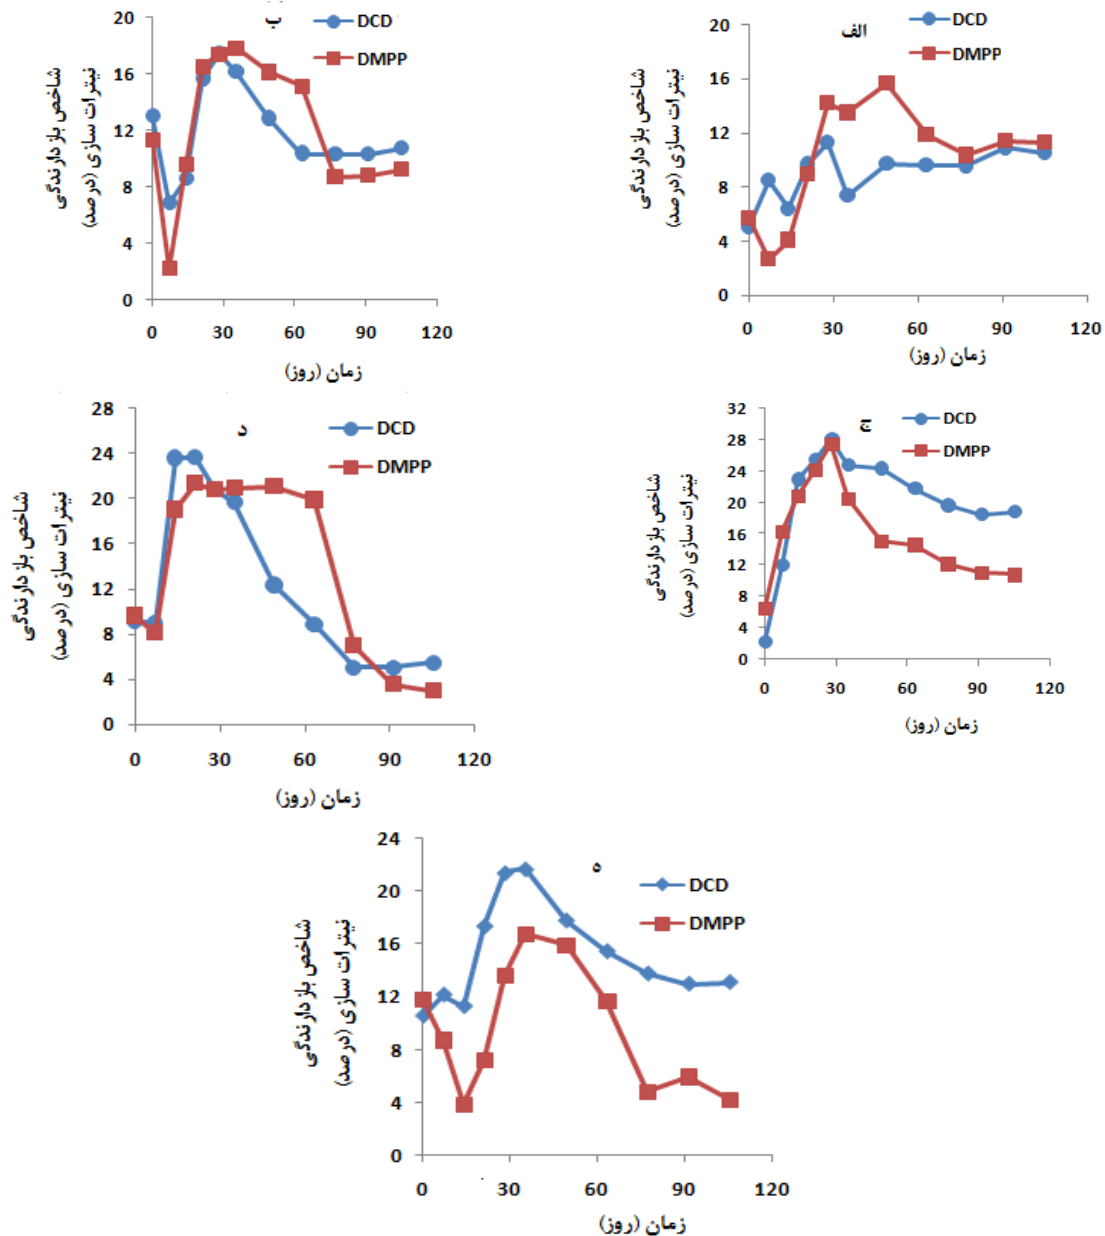 الف
DCD
DMPP
شاخص بازدارندگی
نیترات سازی (درصد)
20
16
12
8
4
0
0 30 60 90 120
زمان (روز)
ب
DCD
DMPP
شاخص بازدارندگی
نیترات سازی (درصد)
20
16
12
8
4
0
0 30 60 90 120
زمان (روز)
ج
DCD
DMPP
شاخص بازدارندگی
نیترات سازی (درصد)
32
28
24
20
16
12
8
4
0
0 30 60 90 120
زمان (روز)
د
DCD
DMPP
شاخص بازدارندگی
نیترات سازی (درصد)
28
24
20
16
12
8
4
0
0 30 60 90 120
زمان (روز)
ه
DCD
DMPP
شاخص بازدارندگی
نیترات سازی (درصد)
24
20
16
12
8
4
0
0 30 60 90 120
زمان (روز)